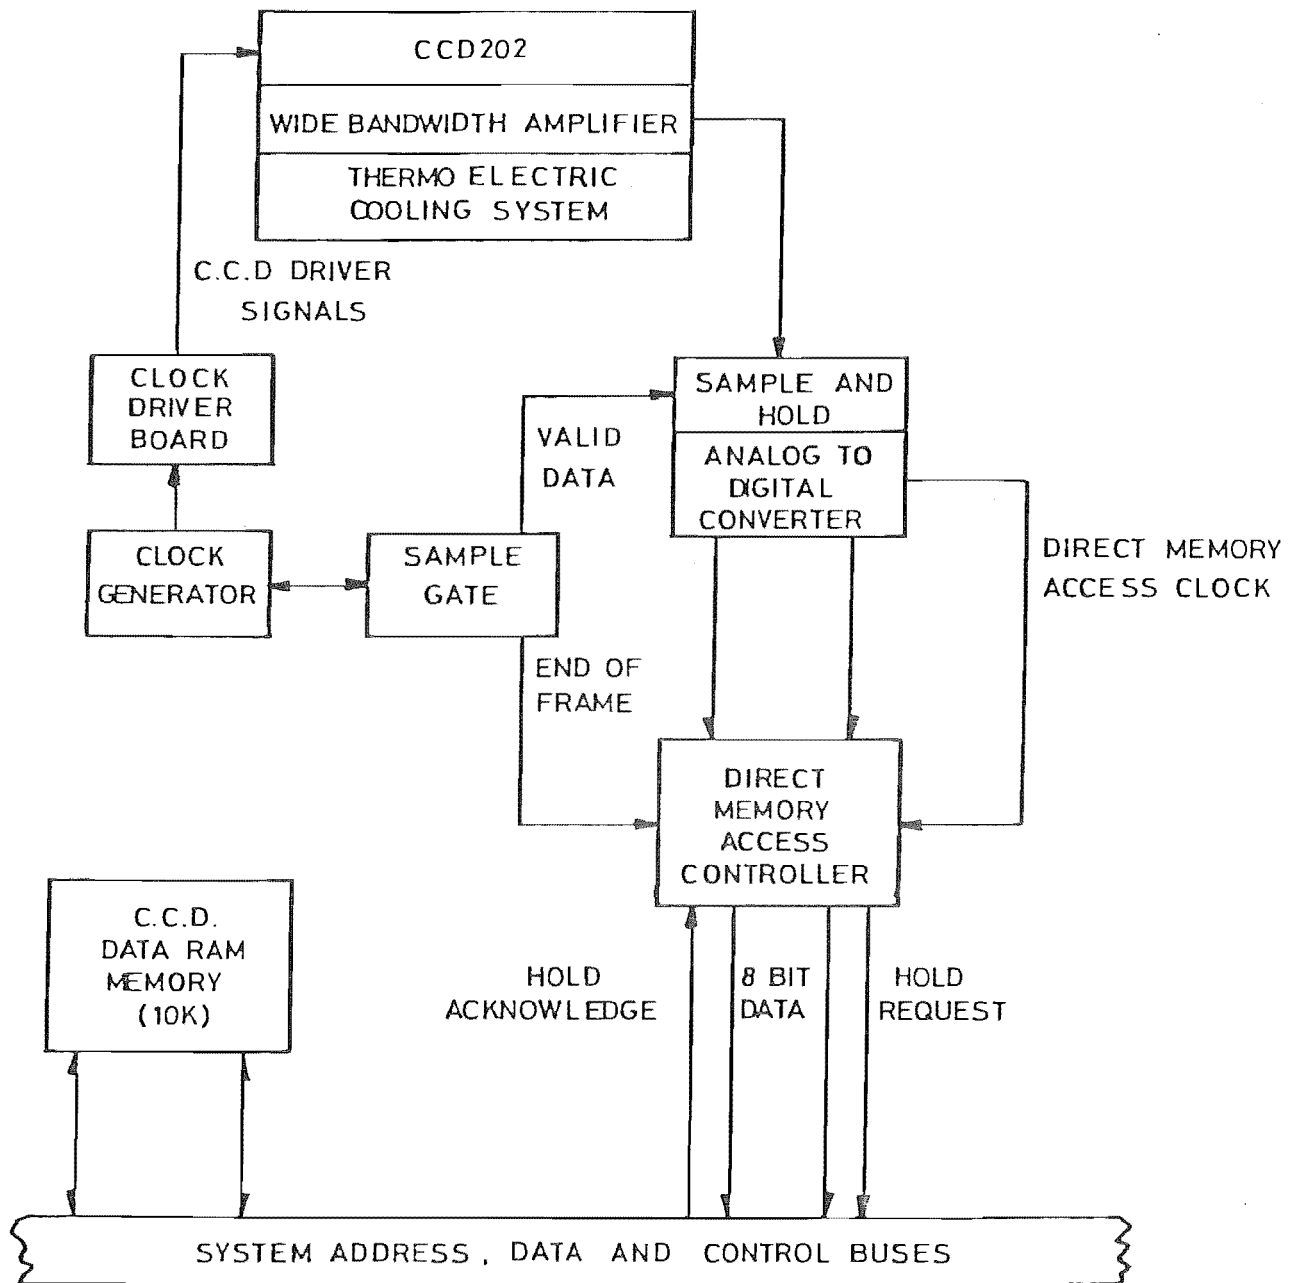 CCD202
WIDE BANDWIDTH AMPLIFIER
THERMO ELECTRIC
COOLING SYSTEM
C.C.D DRIVER
SIGNALS
CLOCK
DRIVER
BOARD
SAMPLE AND
HOLD
VALID
DATA
ANALOG TO
DIGITAL
CONVERTER
CLOCK
GENERATOR
SAMPLE
GATE
DIRECT MEMORY
ACCESS CLOCK
END OF
FRAME
DIRECT
MEMORY
ACCESS
CONTROLLER
C.C.D.
DATA RAM
MEMORY
(10K)
HOLD
ACKNOWLEDGE
8 BIT
DATA
HOLD
REQUEST
SYSTEM ADDRESS, DATA AND CONTROL BUSES